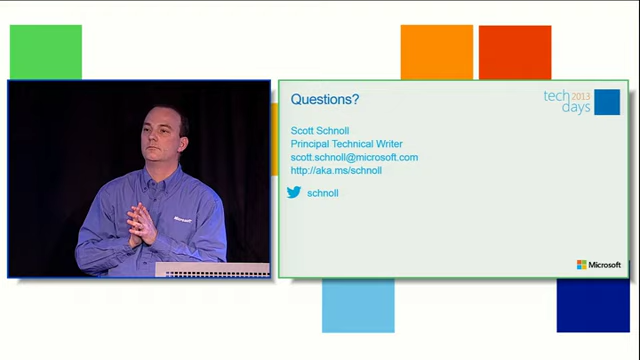 Questions?
tech 2013
days
Scott Schnoll
Principal Technical Writer
scott.schnoll@microsoft.com
http://aka.ms/schnoll
schnoll
Microsoft
Microsoft